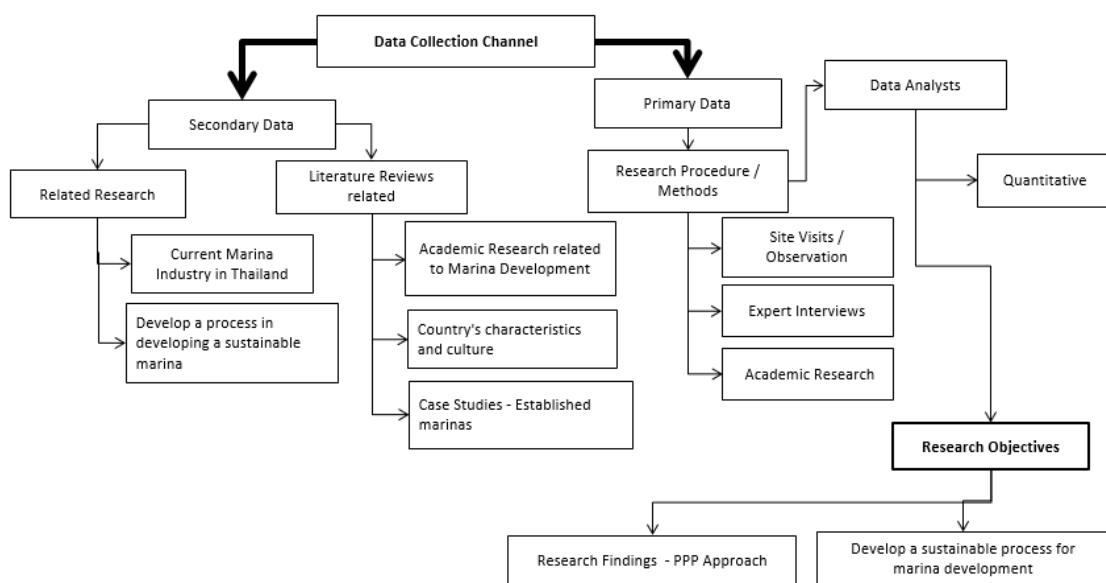 Data Collection Channel
Data Analysts
Primary Data
Secondary Data
Related Research
Literature Reviews
related
Research Procedure /
Methods
Quantitative
Current Marina
Industry in Thailand
Academic Research related
to Marina Development
Site Visits /
Observation
Develop a process in
developing a sustainable
marina
Country's characteristics
and culture
Expert Interviews
Case Studies - Established
marinas
Academic Research
Research Objectives
Research Findings - PPP Approach
Develop a sustainable process for
marina development